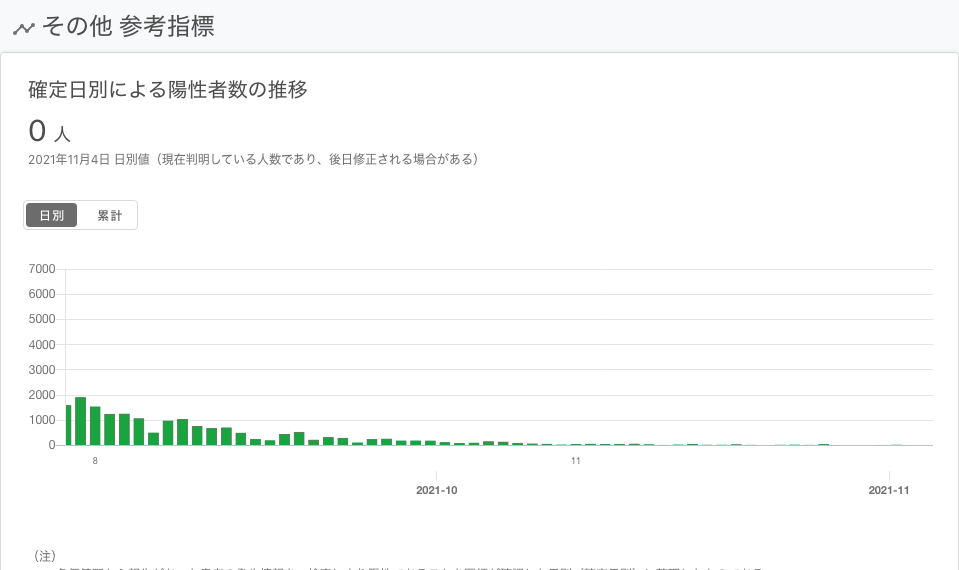 その他 参考指標
確定日別による陽性者数の推移
0 人
2021年11月4日 日別値（現在判明している人数であり、後日修正される場合がある）
日別 累計
7000
6000
5000
4000
3000
2000
1000
0
8 11
2021-10 2021-11
（注）